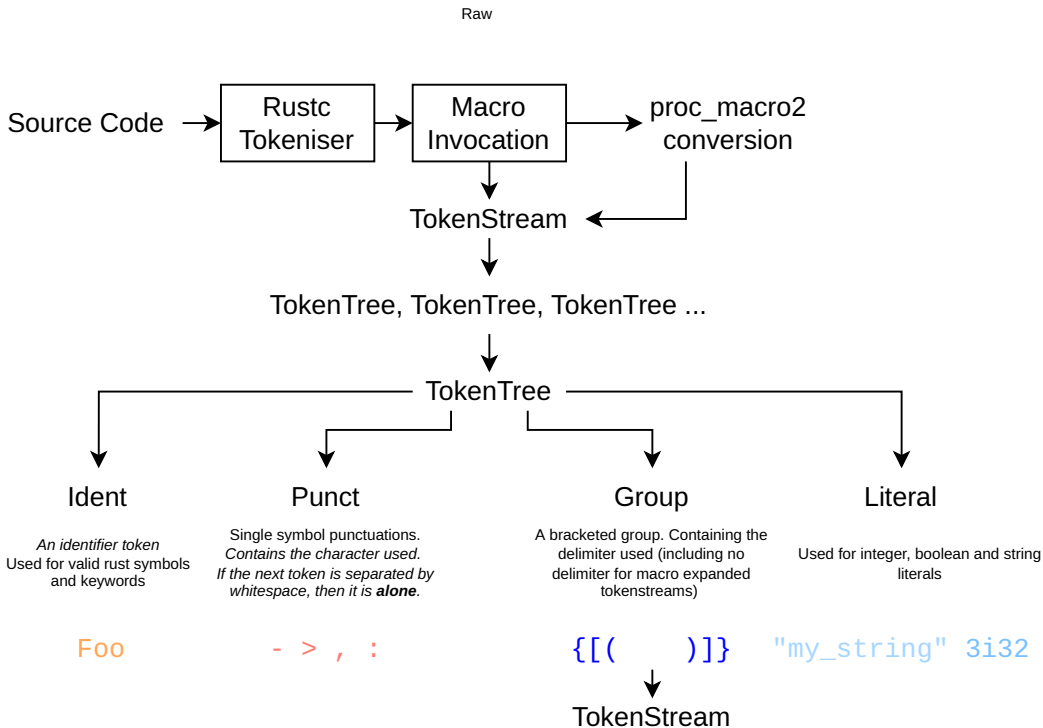 Raw
Source Code
Rustc
Tokeniser
Macro
Invocation
proc_macro2
conversion
TokenStream
TokenTree, TokenTree, TokenTree ...
TokenTree
Ident
An identifier token
Used for valid rust symbols
and keywords
Foo
Punct
Single symbol punctuations.
Contains the character used.
If the next token is separated by
whitespace, then it is alone.
- > , :
Group
A bracketed group. Containing the
delimiter used (including no
delimiter for macro expanded
tokenstreams)
{[( )]}
TokenStream
Literal
Used for integer, boolean and string
literals
"my_string" 3i32